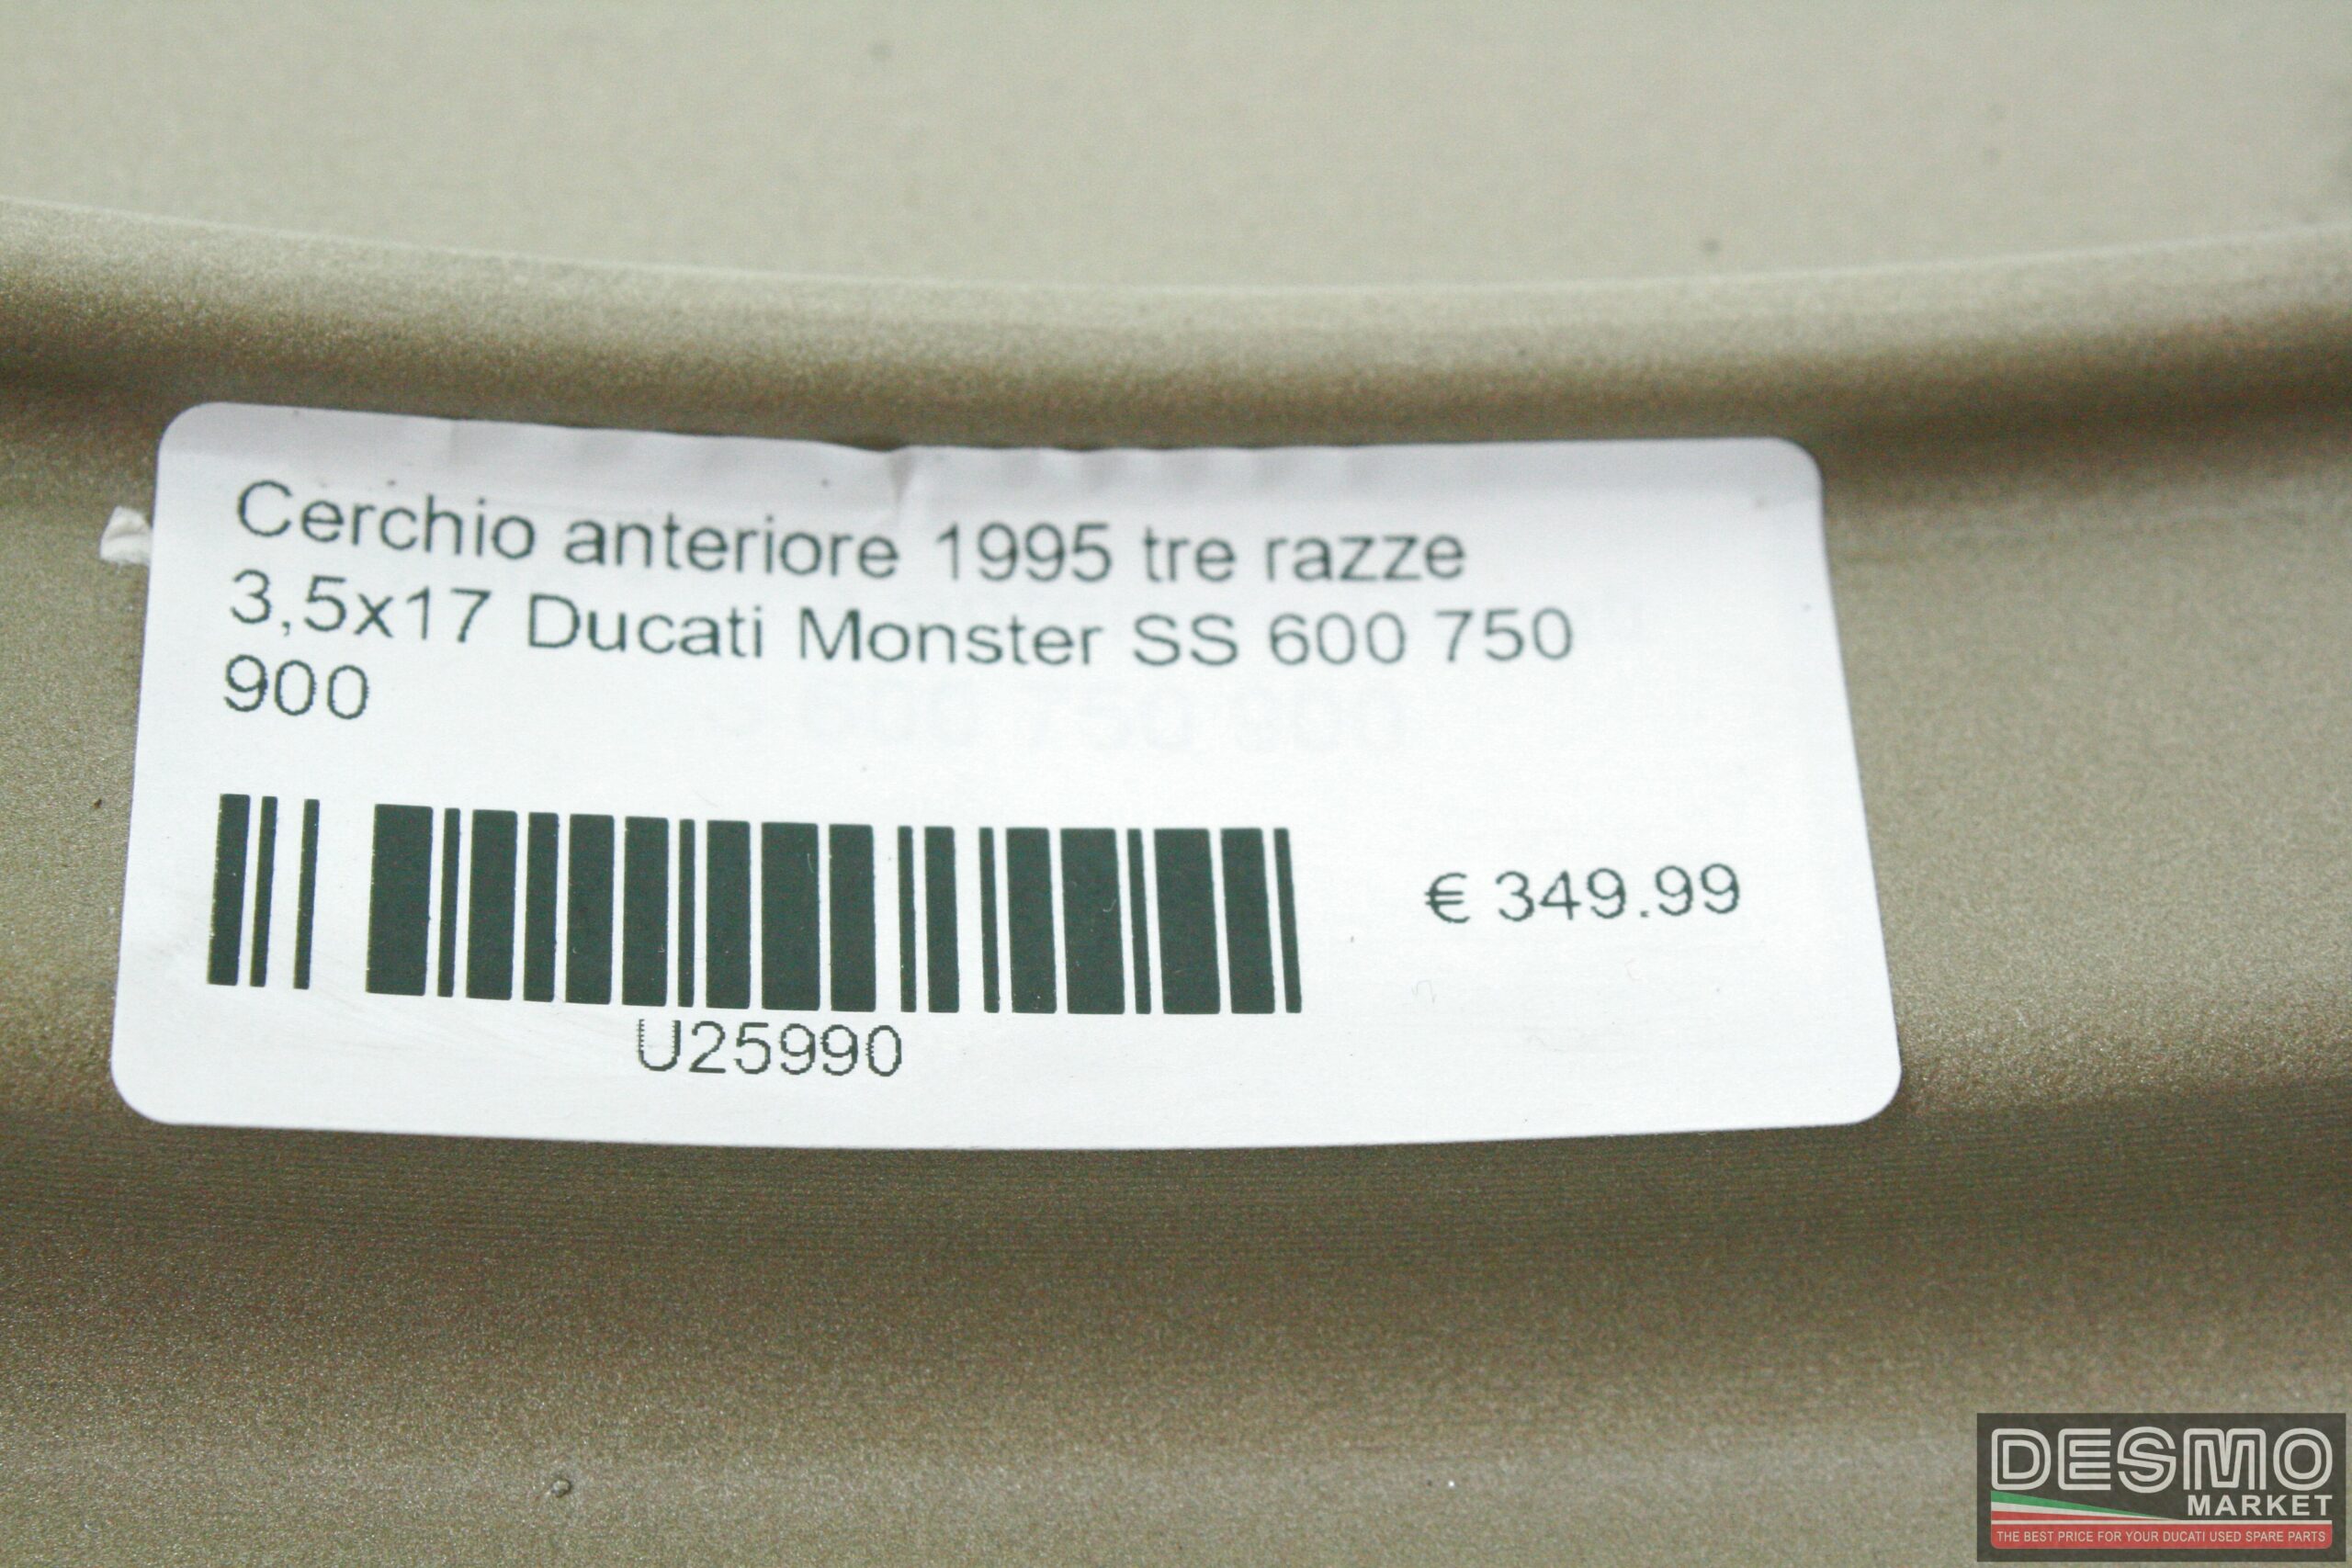 Cerchio anteriore 1995 tre razze
3,5x17 Ducati Monster SS 600 750
900
€ 349.99
U25990
DESMO
MARKET
THE BEST PRICE FOR YOUR DUCATI USED SPARE PARTS